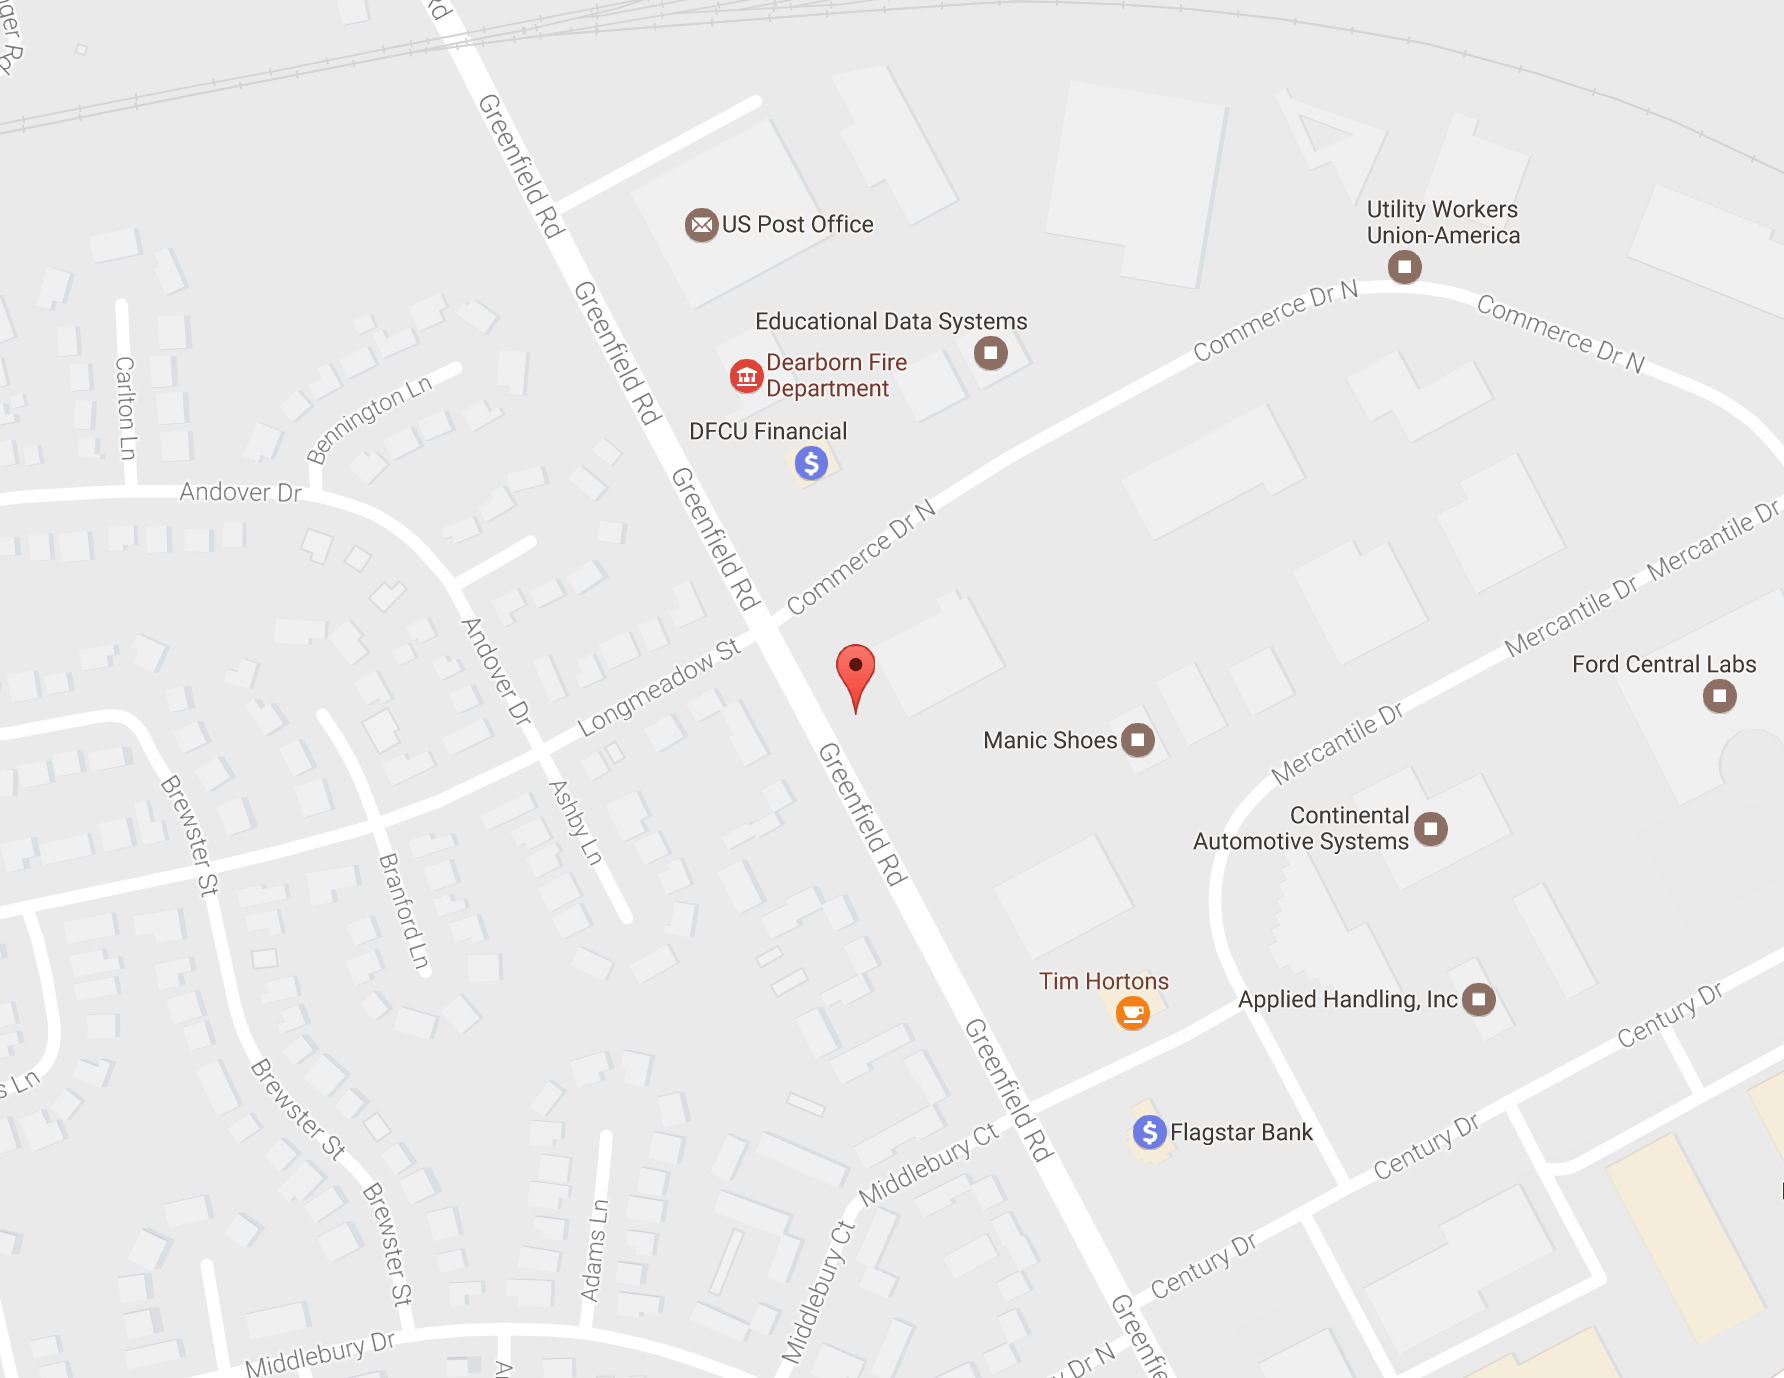 Rd
Greenfield Rd
US Post Office
Utility Workers
Union-America
Commerce Dr N
Commerce Dr N
Greenfield Rd
Educational Data Systems
Dearborn Fire
Department
Carlton Ln
Bennington Ln
DFCU Financial
Andover Dr
Greenfield Rd
Commerce Dr N
Mercantile Dr
Mercantile Dr
Andover Dr
Longmeadow St
Ford Central Labs
Mercantile Dr
Manic Shoes
Greenfield Rd
Brewster St
Ashby Ln
Continental
Automotive Systems
Branford Ln
Tim Hortons
Applied Handling, Inc
Century Dr
Greenfield Rd
s Ln
Brewster St
Flagstar Bank
Century Dr
Middlebury Ct
Brewster St
Adams Ln
Middlebury Ct
Century Dr
Greenfie
Middlebury Dr
Dr N